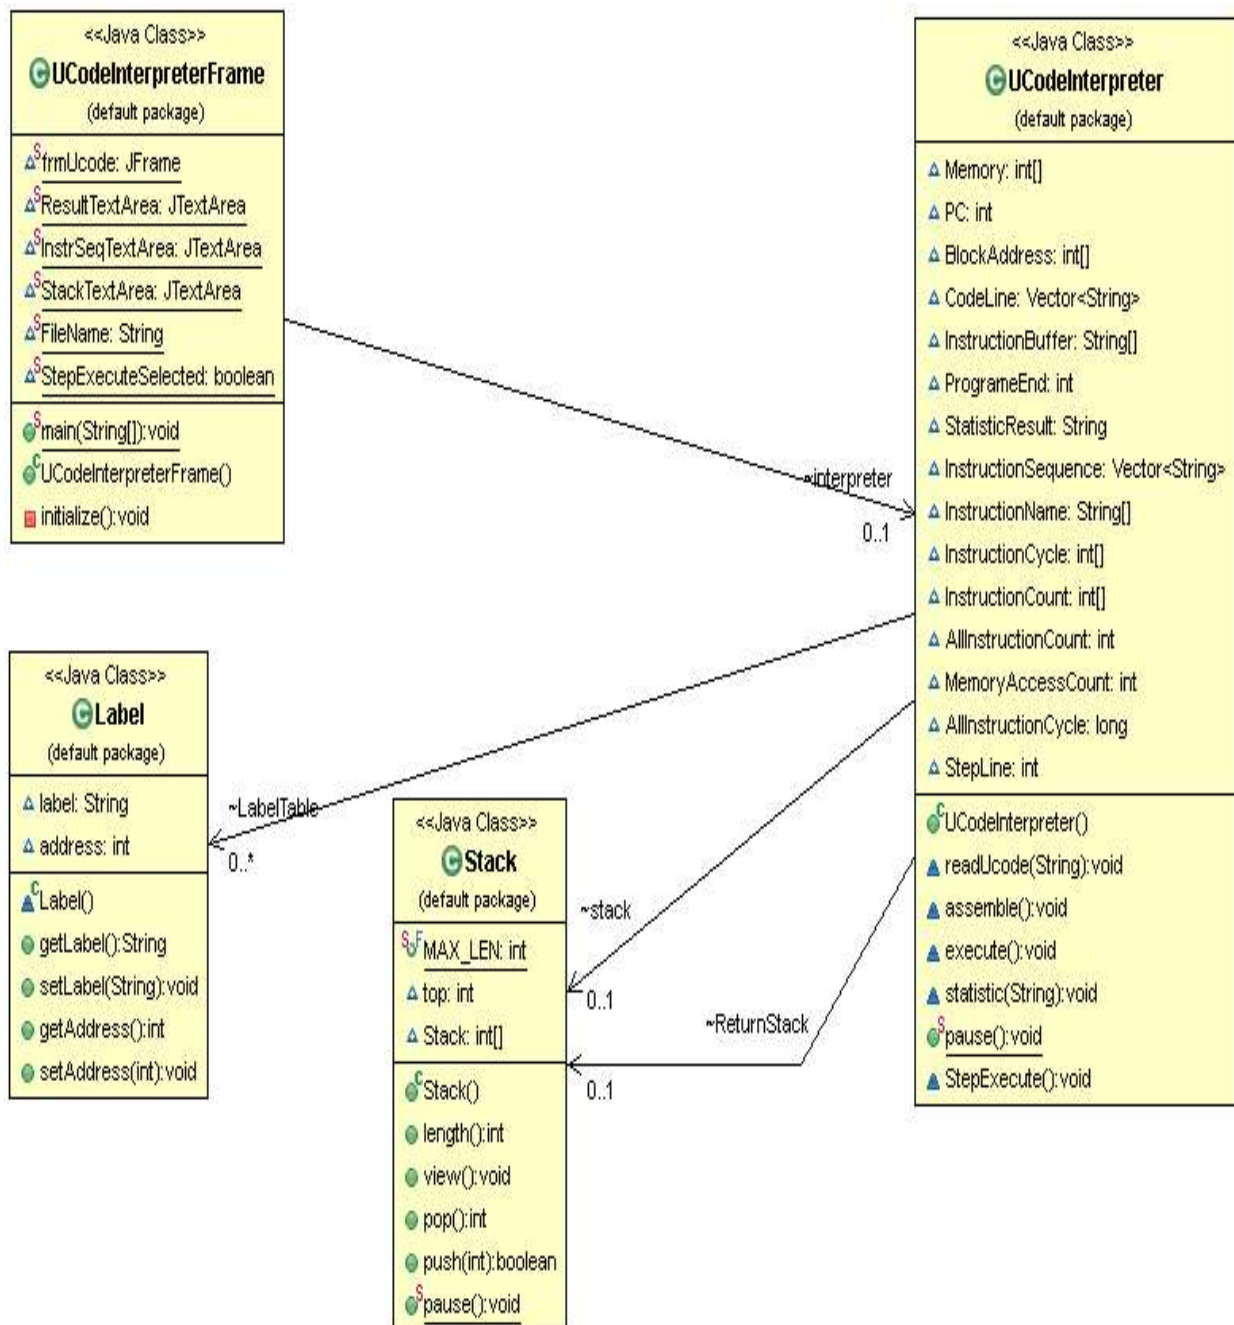 <<Java Class>>
UCodeInterpreterFrame
(default package)
frmUcode: JFrame
ResultTextArea: JTextArea
InstrSeqTextArea: JTextArea
StackTextArea: JTextArea
FileName: String
StepExecuteSelected: boolean
main(String[]):void
UCodeInterpreterFrame()
initialize():void
<<Java Class>>
UCodeInterpreter
(default package)
Memory: int[]
PC: int
BlockAddress: int[]
CodeLine: Vector<String>
InstructionBuffer: String[]
ProgrameEnd: int
StatisticResult: String
InstructionSequence: Vector<String>
InstructionName: String[]
InstructionCycle: int[]
InstructionCount: int[]
AllInstructionCount: int
MemoryAccessCount: int
AllInstructionCycle: long
StepLine: int
UCodeInterpreter()
readUcode(String):void
assemble():void
execute():void
statistic(String):void
pause():void
StepExecute():void
~interpreter
0..1
<<Java Class>>
Label
(default package)
label: String
address: int
Label()
getLabel():String
setLabel(String):void
getAddress():int
setAddress(int):void
~LabelTable
0..*
<<Java Class>>
Stack
(default package)
MAX_LEN: int
top: int
Stack: int[]
Stack()
length():int
view():void
pop():int
push(int):boolean
pause():void
~stack
0..1
~ReturnStack
0..1